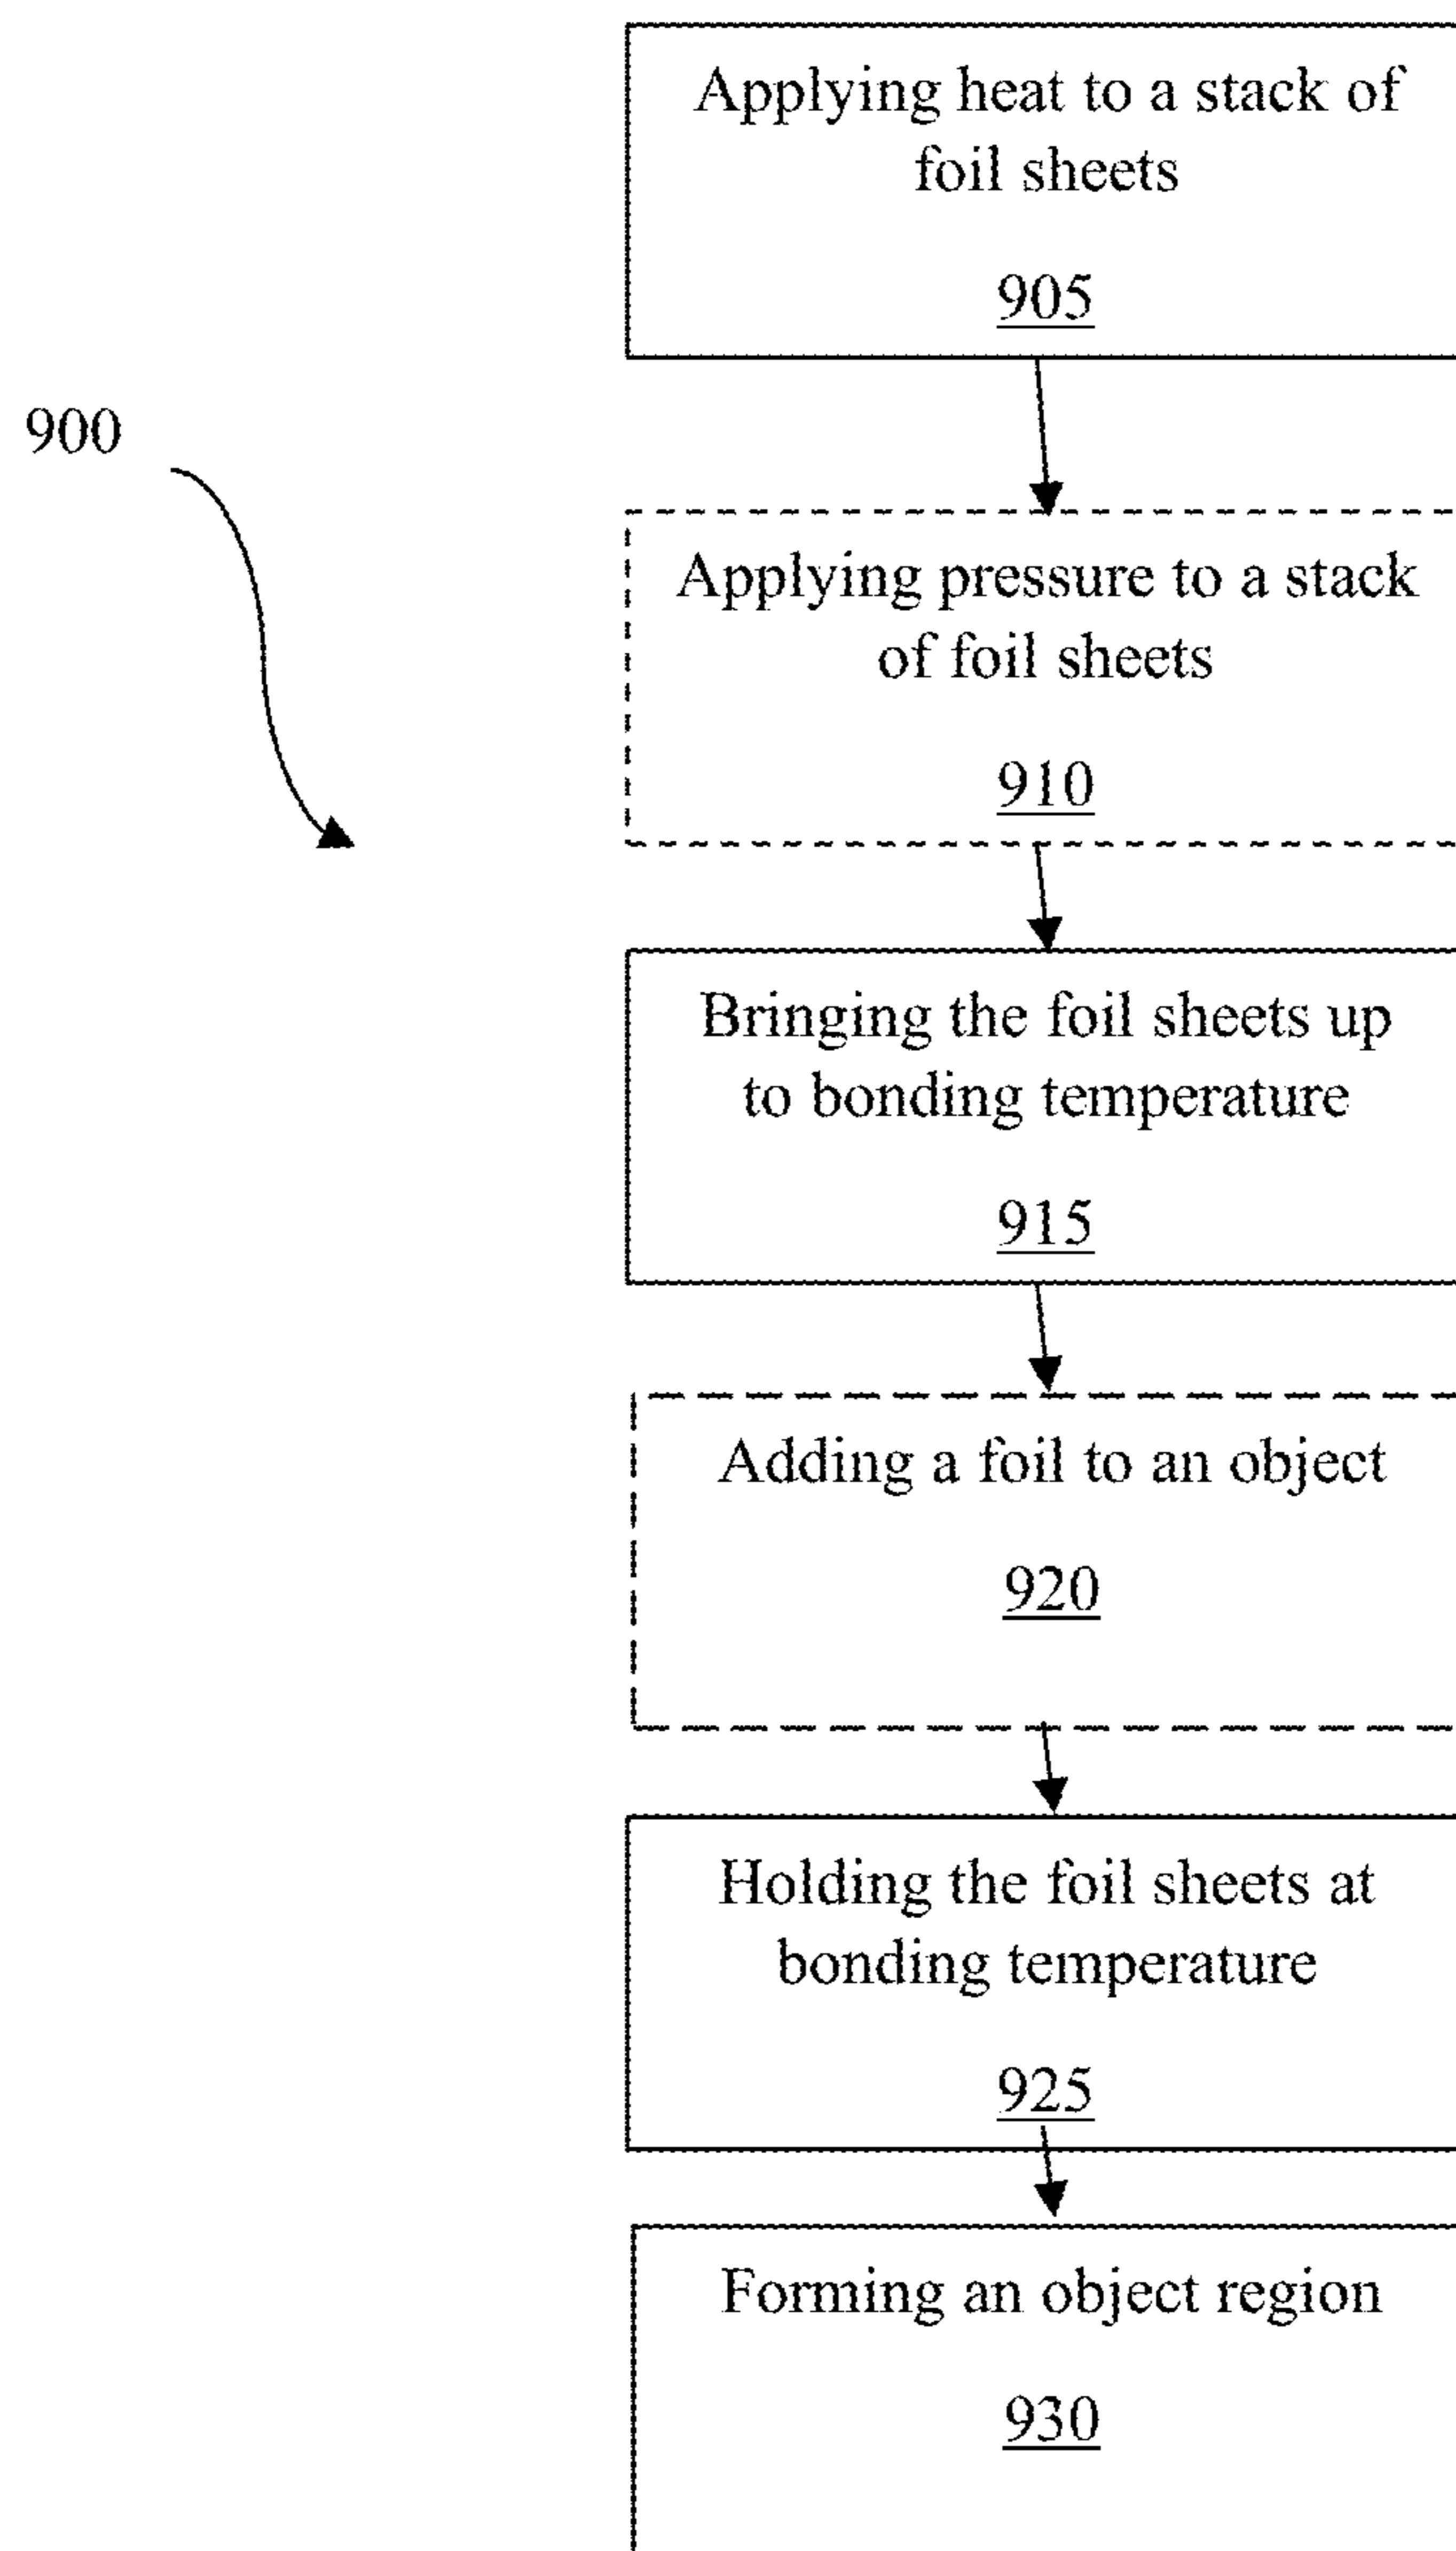 Applying heat to a stack of
foil sheets
905
900
Applying pressure to a stack
of foil sheets
910
Bringing the foil sheets up
to bonding temperature
915
Adding a foil to an object
920
Holding the foil sheets at
bonding temperature
925
Forming an object region
930